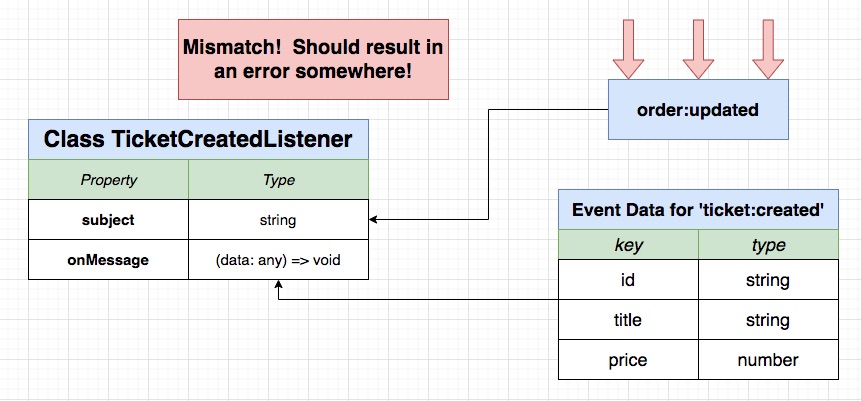 Mismatch! Should result in
an error somewhere!
order:updated
Class TicketCreatedListener
Property Type
subject string
onMessage (data: any) => void
Event Data for 'ticket:created'
key type
id string
title string
price number